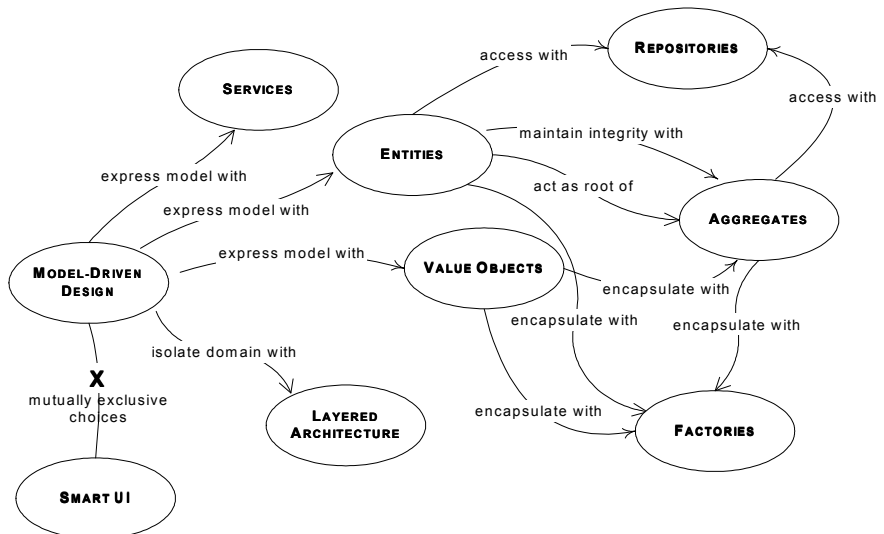 REPOSITORIES
access with
SERVICES
access with
maintain integrity with
ENTITIES
express model with
act as root of
express model with
AGGREGATES
express model with
VALUE OBJECTS
MODEL-DRIVEN
DESIGN
encapsulate with
encapsulate with
encapsulate with
isolate domain with
X
mutually exclusive
choices
encapsulate with
LAYERED
ARCHITECTURE
FACTORIES
SMART UI